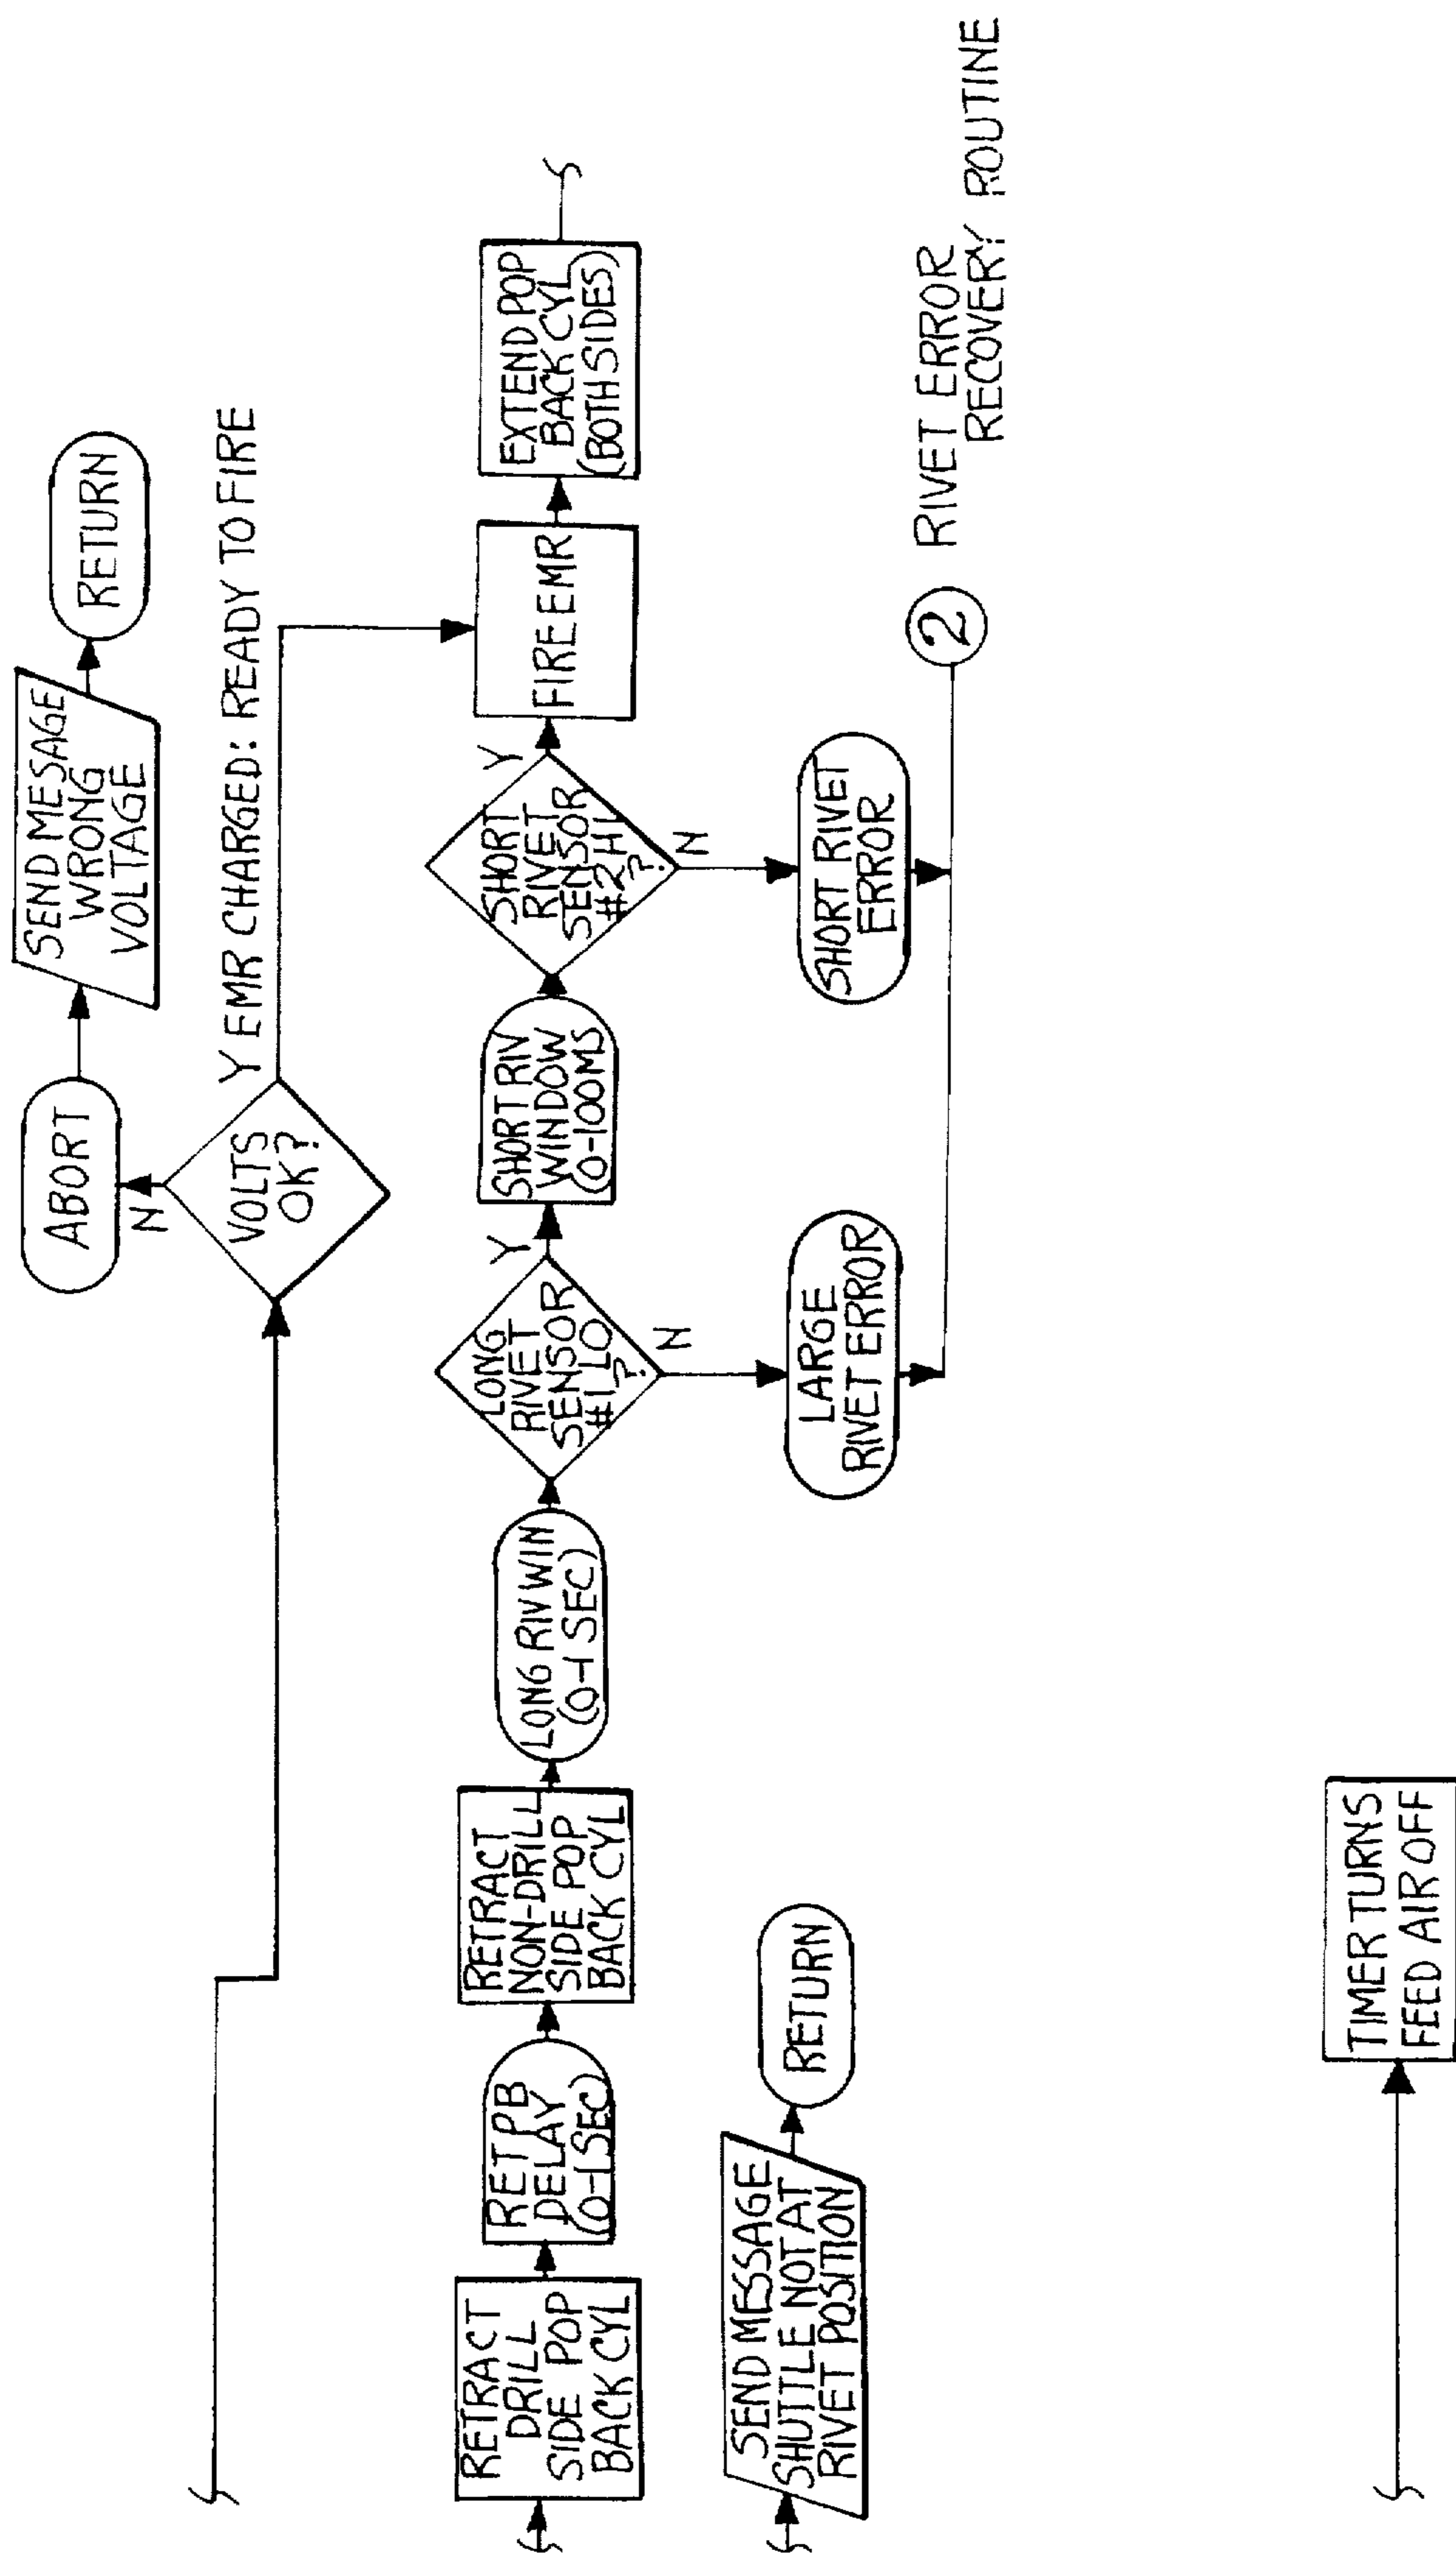 SEND MESSAGE
WRONG
VOLTAGE
RETURN
ABORT
N
VOLTS
OK?
Y EMR CHARGED: READY TO FIRE
RETRACT
DRILL
SIDE POP
BACK CYL
RET PB
DELAY
(0-1 SEC)
RETRACT
NON-DRILL
SIDE POP
BACK CYL
LONG RIV WIN
(0-1 SEC)
LONG
RIVET
SENSOR
#1 LO
?
Y
N
SHORT RIV
WINDOW
(0-100MS
SHORT
RIVET
SENSOR
#2 HI
?
Y
N
FIRE EMR
EXTEND POP
BACK CYL
(BOTH SIDES)
SEND MESSAGE
SHUTTLE NOT AT
RIVET POSITION
RETURN
LARGE
RIVET ERROR
SHORT RIVET
ERROR
2
RIVET ERROR
RECOVERY ROUTINE
TIMER TURNS
FEED AIR OFF